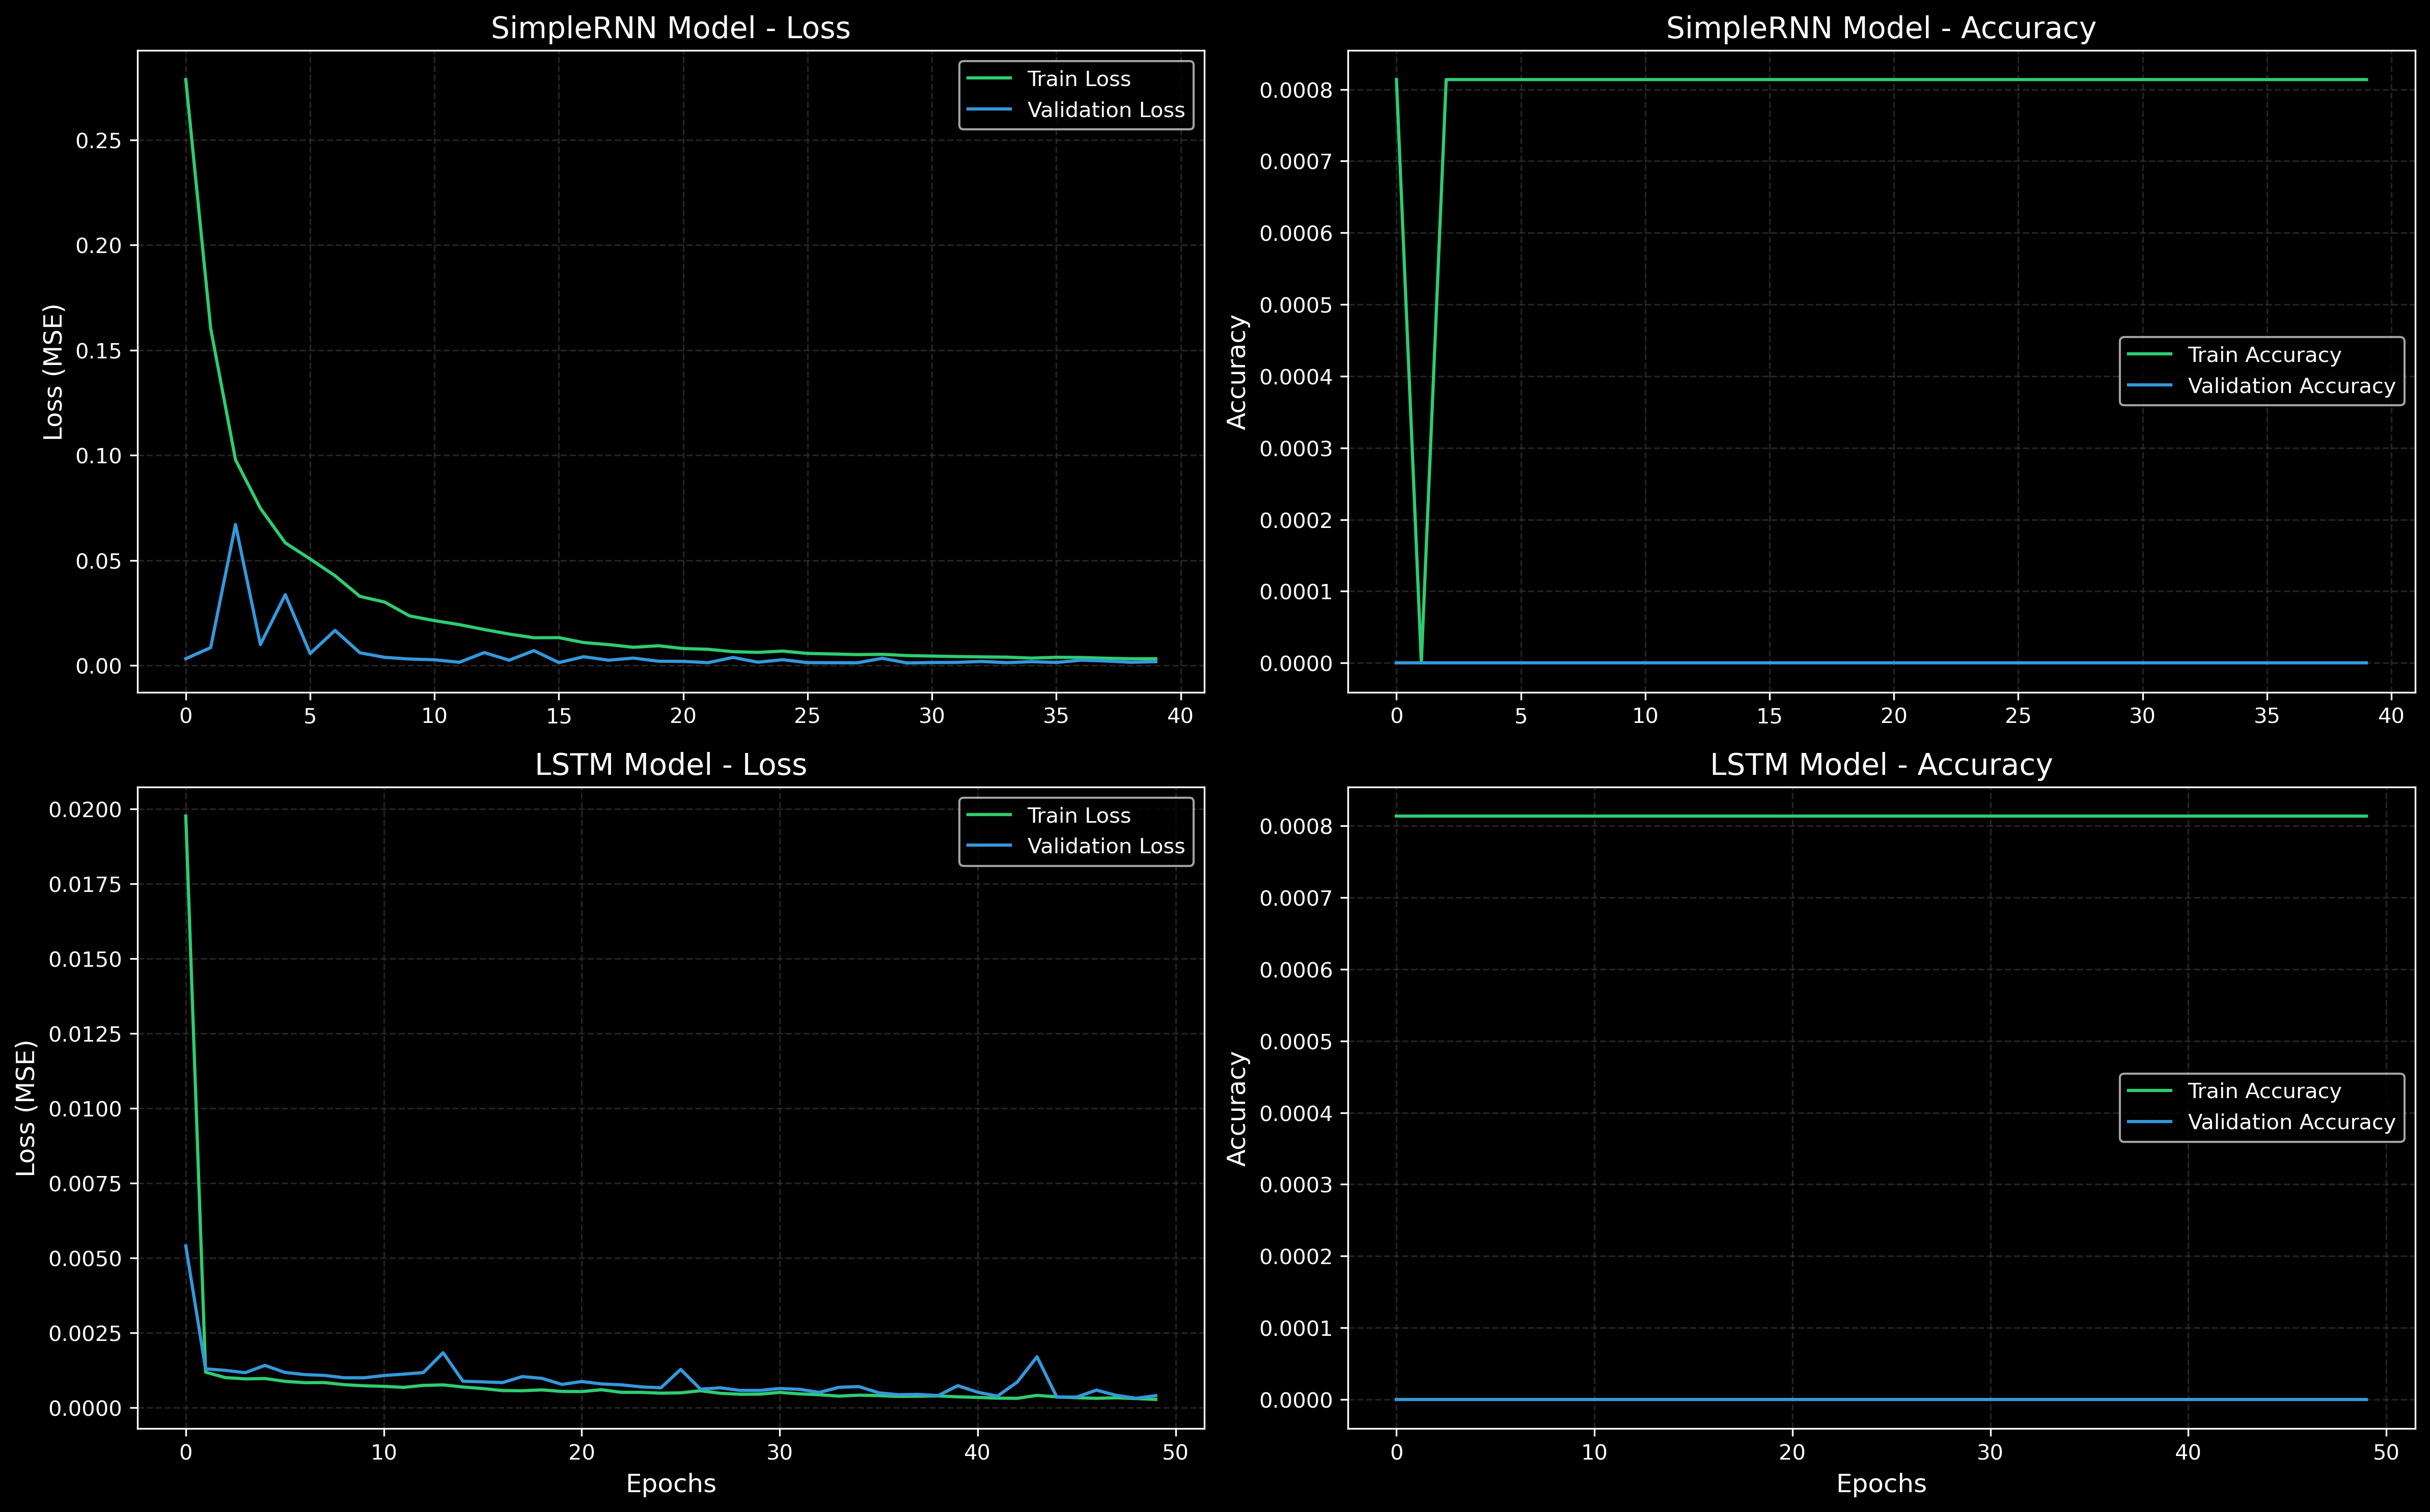 SimpleRNN Model - Loss
Loss (MSE)
0.25
0.20
0.15
0.10
0.05
0.00
0 5 10 15 20 25 30 35 40
Train Loss
Validation Loss
SimpleRNN Model - Accuracy
Accuracy
0.0008
0.0007
0.0006
0.0005
0.0004
0.0003
0.0002
0.0001
0.0000
0 5 10 15 20 25 30 35 40
Train Accuracy
Validation Accuracy
LSTM Model - Loss
Loss (MSE)
0.0200
0.0175
0.0150
0.0125
0.0100
0.0075
0.0050
0.0025
0.0000
0 10 20 30 40 50
Epochs
Train Loss
Validation Loss
LSTM Model - Accuracy
Accuracy
0.0008
0.0007
0.0006
0.0005
0.0004
0.0003
0.0002
0.0001
0.0000
0 10 20 30 40 50
Epochs
Train Accuracy
Validation Accuracy